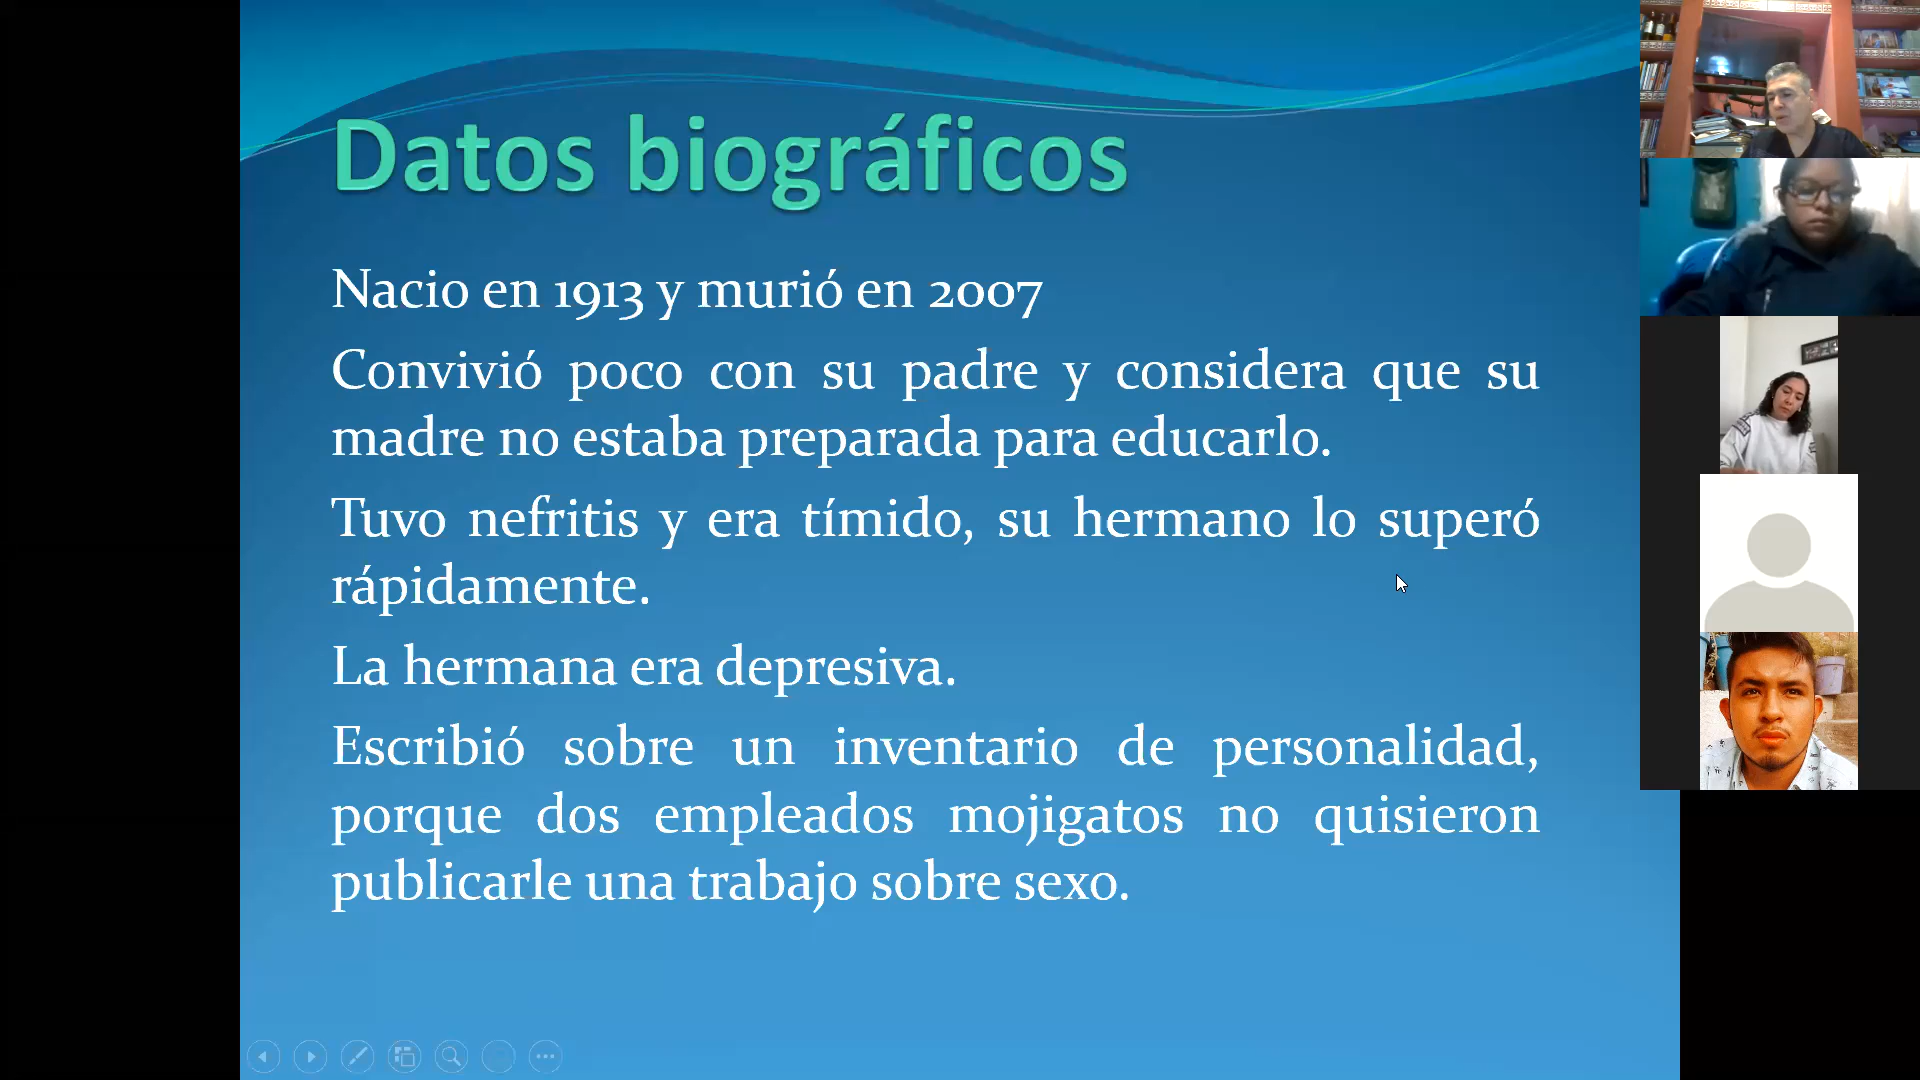 Datos biográficos
Nacio en 1913 y murió en 2007
Convivió poco con su padre y considera que su
madre no estaba preparada para educarlo.
Tuvo nefritis y era tímido, su hermano lo superó
rápidamente.
La hermana era depresiva.
Escribió sobre un inventario de personalidad,
porque dos empleados mojigatos no quisieron
publicarle una trabajo sobre sexo.